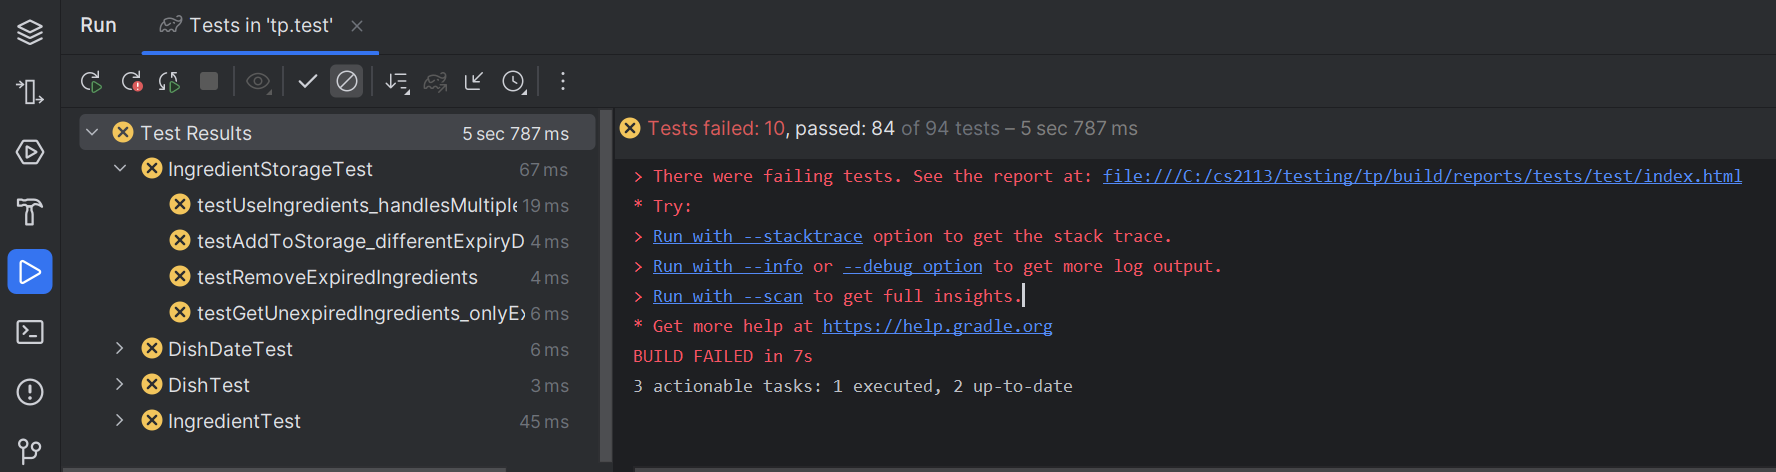 Run
Tests in 'tp.test'
Test Results 5 sec 787 ms
IngredientStorageTest 67 ms
testUseIngredients_handlesMultiple 19 ms
testAddToStorage_differentExpiryD 4 ms
testRemoveExpiredIngredients 4 ms
testGetUnexpiredIngredients_onlyEx 6 ms
DishDateTest 6 ms
DishTest 3 ms
IngredientTest 45 ms
Tests failed: 10, passed: 84 of 94 tests – 5 sec 787 ms
> There were failing tests. See the report at: file:///C:/cs2113/testing/tp/build/reports/tests/test/index.html
* Try:
> Run with --stacktrace option to get the stack trace.
> Run with --info or --debug option to get more log output.
> Run with --scan to get full insights.
* Get more help at https://help.gradle.org
BUILD FAILED in 7s
3 actionable tasks: 1 executed, 2 up-to-date